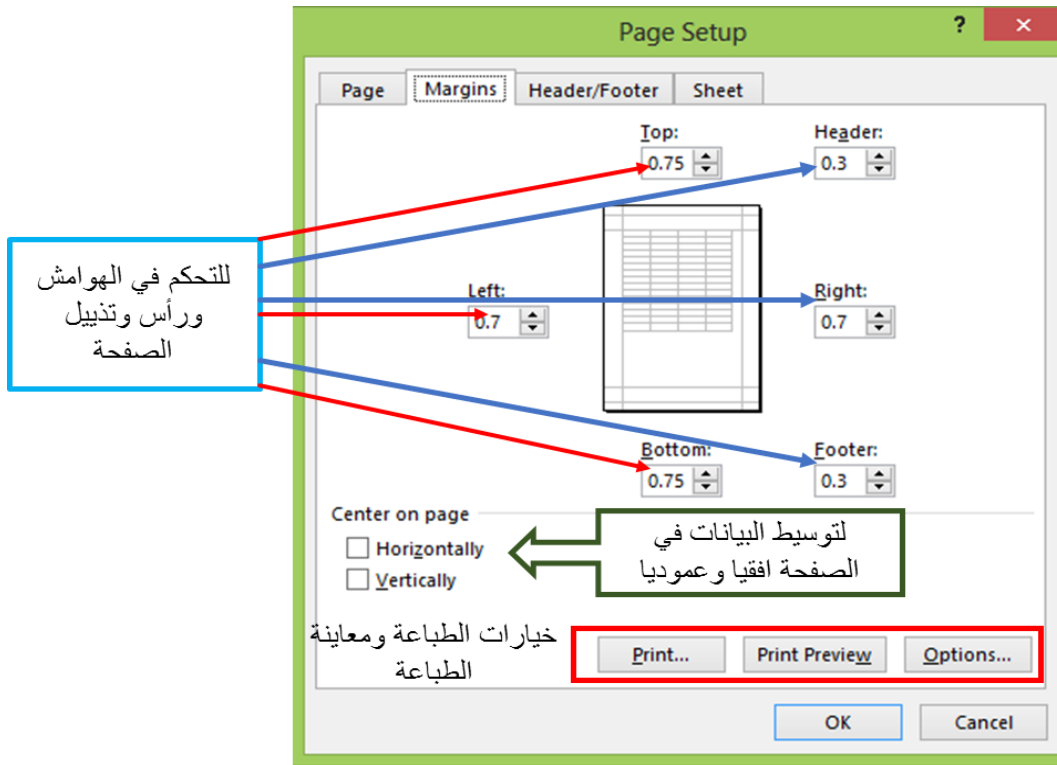 Page Setup
?
×
Page
Margins
Header/Footer
Sheet
Top:
Header:
0.75
0.3
للتحكم في الهوامش
ورأس وتذييل
الصفحة
Left:
Right:
0.7
0.7
Bottom:
Footer:
0.75
0.3
Center on page
Horizontally
Vertically
لتوسيط البيانات في
الصفحة افقيا وعموديا
خيارات الطباعة ومعاينة
الطباعة
Print...
Print Preview
Options...
OK
Cancel